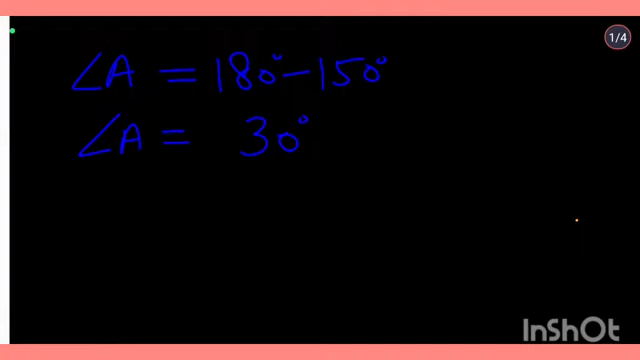 1/4
∠A = 180° - 150°
∠A = 30°
InShOt